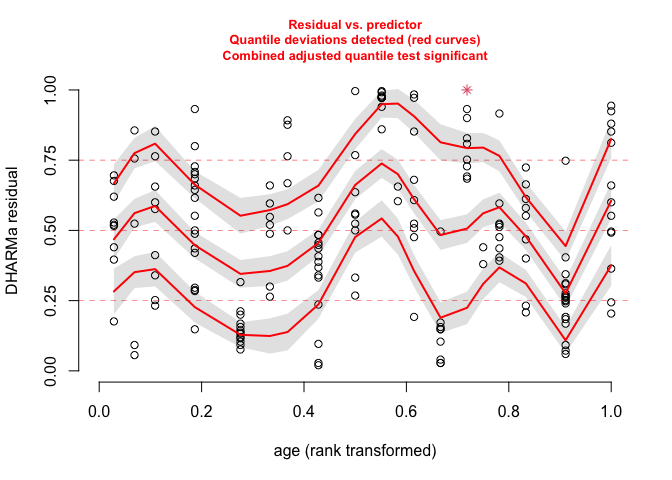 Residual vs. predictor
Quantile deviations detected (red curves)
Combined adjusted quantile test significant
1.00
0.75
0.50
0.25
0.00
DHARMa residual
0.0 0.2 0.4 0.6 0.8 1.0
age (rank transformed)